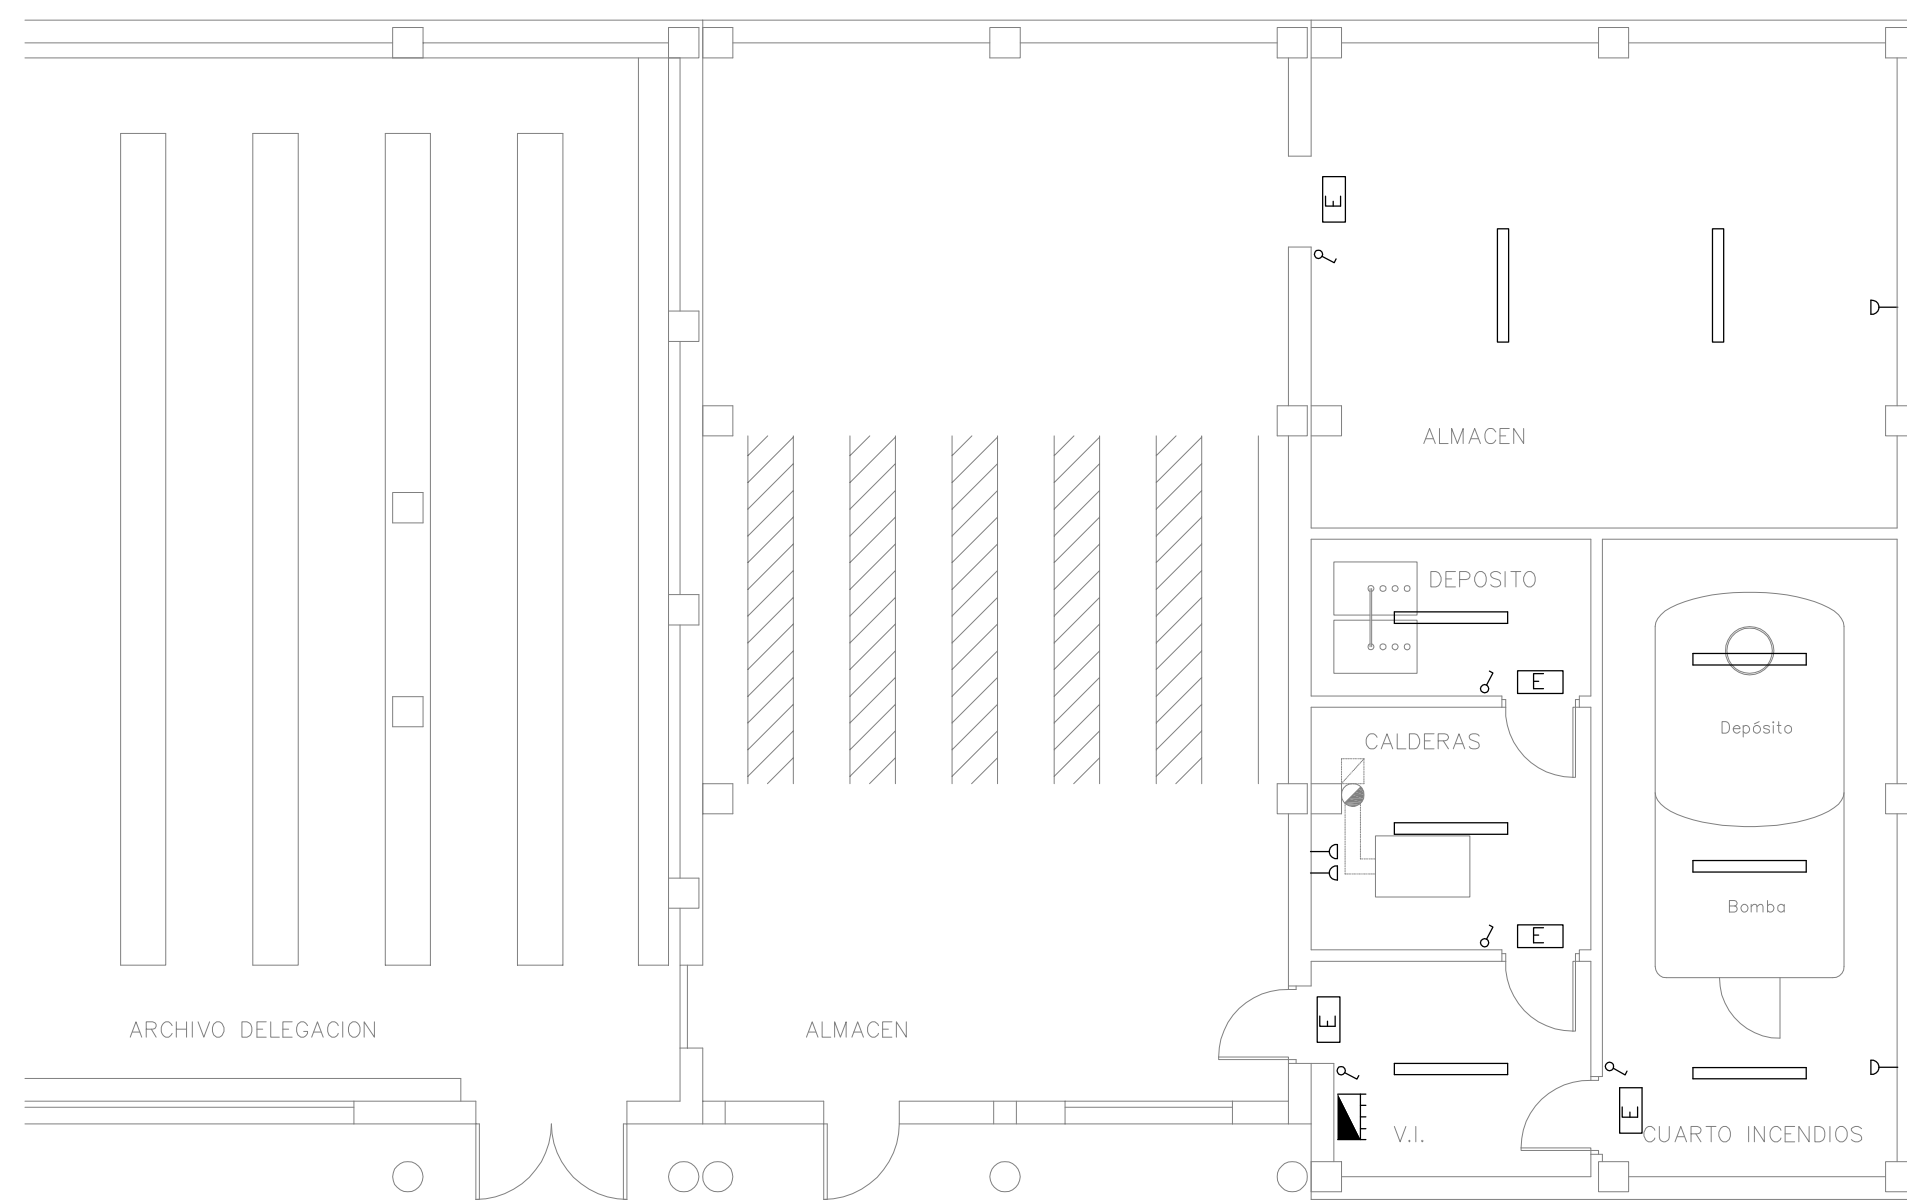 E
ALMACEN
DEPOSITO
E
Depósito
CALDERAS
Bomba
E
E
ARCHIVO DELEGACION
ALMACEN
E
V.I.
CUARTO INCENDIOS